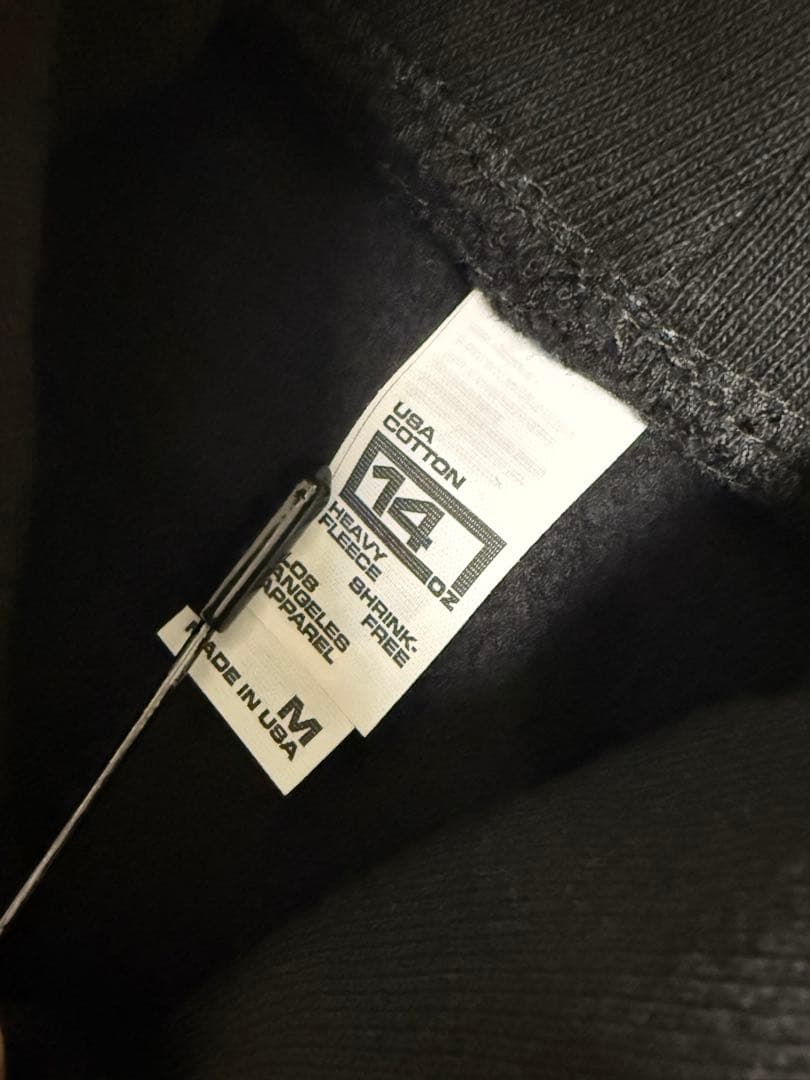 USA
COTTON
14
OZ
HEAVY
FLEECE
SHRINK-
FREE
LOS
ANGELES
APPAREL
M
MADE IN USA